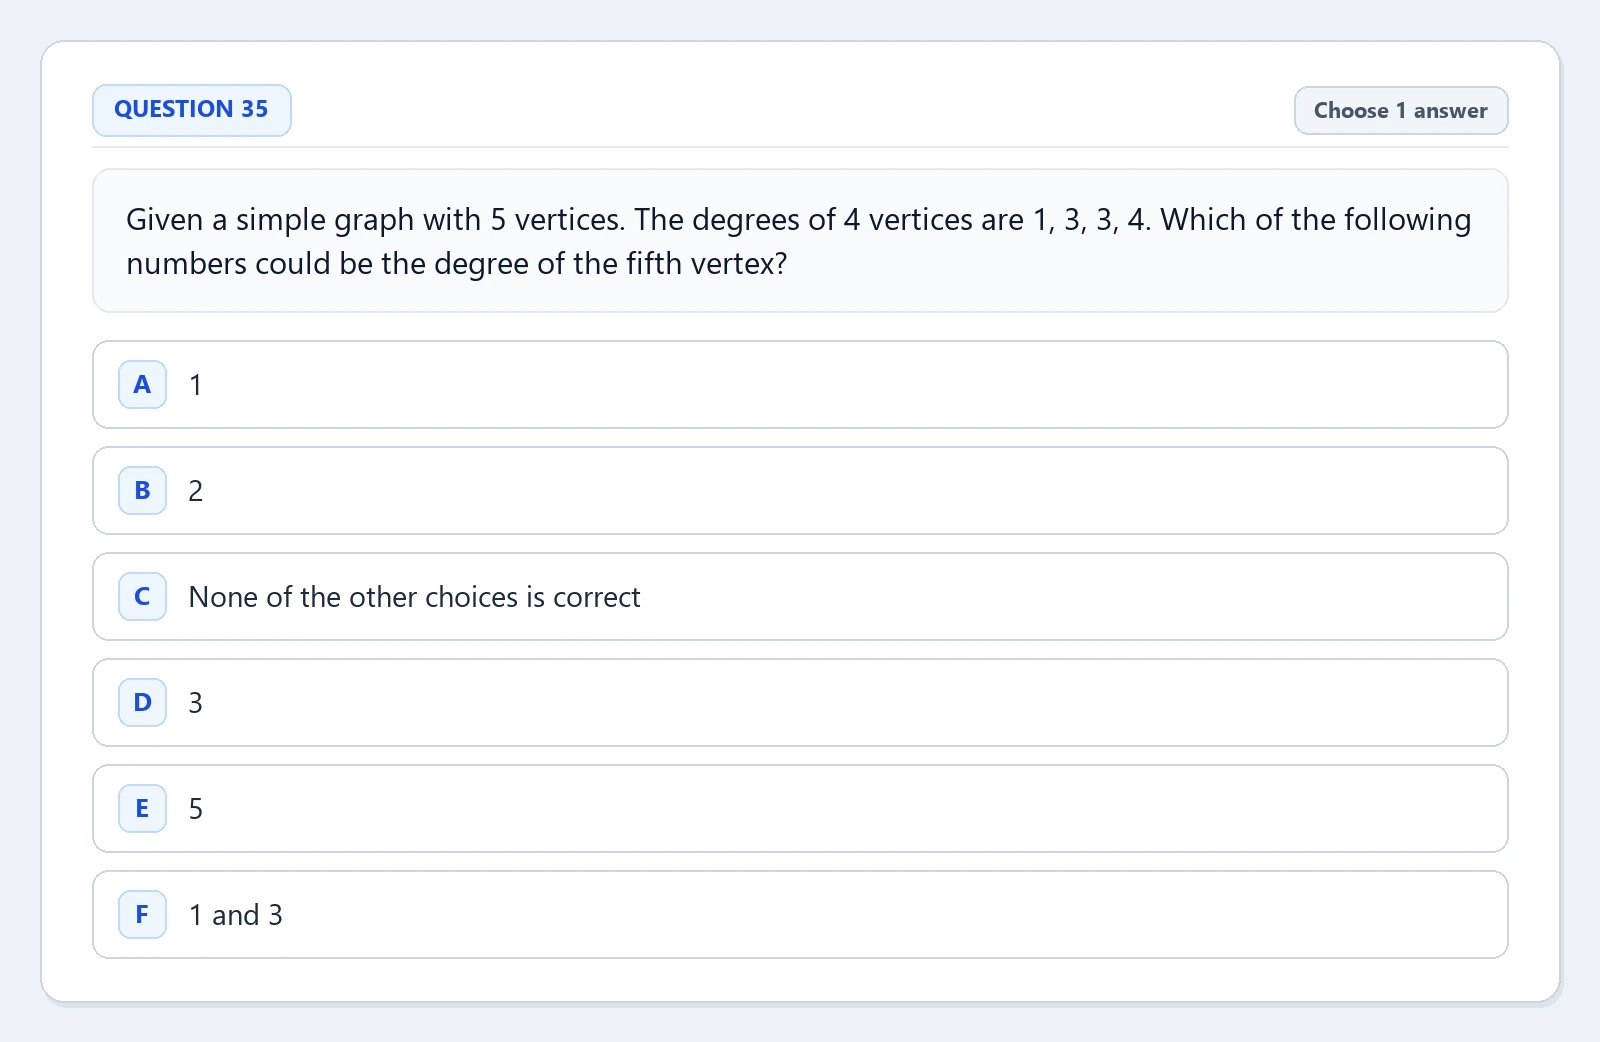 QUESTION 35
Choose 1 answer
Given a simple graph with 5 vertices. The degrees of 4 vertices are 1, 3, 3, 4. Which of the following
numbers could be the degree of the fifth vertex?
A 1
B 2
C None of the other choices is correct
D 3
E 5
F 1 and 3